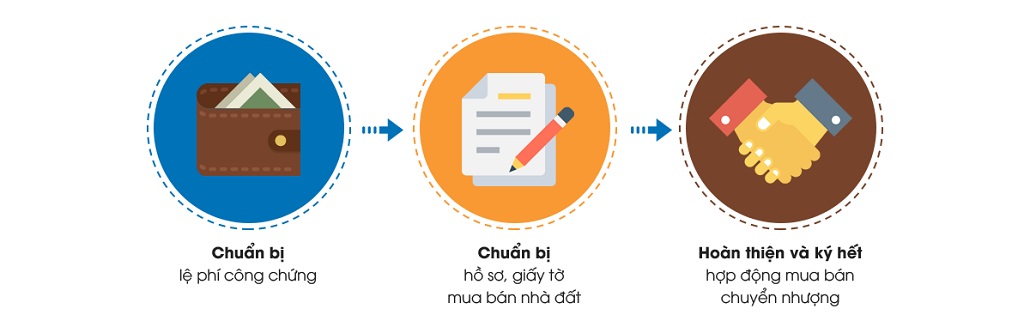 Chuẩn bị
lệ phí công chứng
Chuẩn bị
hồ sơ, giấy tờ
mua bán nhà đất
Hoàn thiện và ký hết
hợp động mua bán
chuyển nhượng